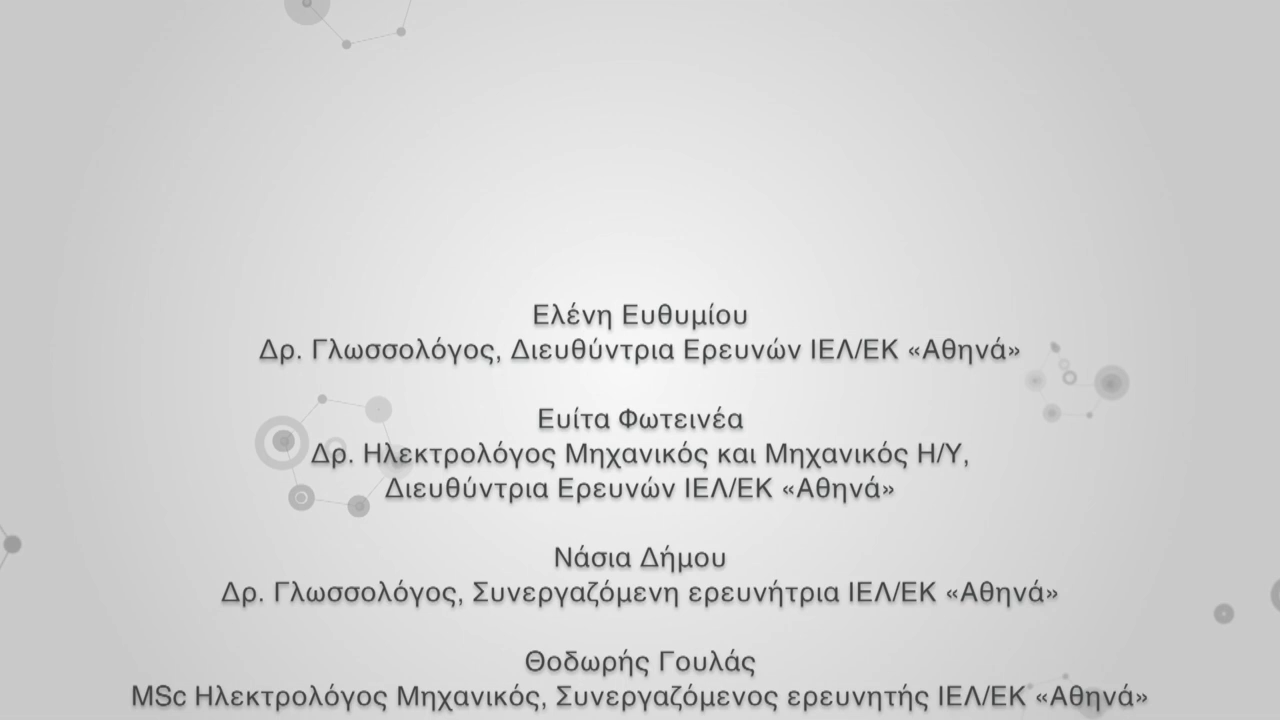 Ελένη Ευθυμίου
Δρ. Γλωσσολόγος, Διευθύντρια Ερευνών ΙΕΛ/ΕΚ «Αθηνά»
Ευίτα Φωτεινέα
Δρ. Ηλεκτρολόγος Μηχανικός και Μηχανικός Η/Υ,
Διευθύντρια Ερευνών ΙΕΛ/ΕΚ «Αθηνά»
Νάσια Δήμου
Δρ. Γλωσσολόγος, Συνεργαζόμενη ερευνήτρια ΙΕΛ/ΕΚ «Αθηνά»
Θοδωρής Γουλάς
MSc Ηλεκτρολόγος Μηχανικός, Συνεργαζόμενος ερευνητής ΙΕΛ/ΕΚ «Αθηνά»